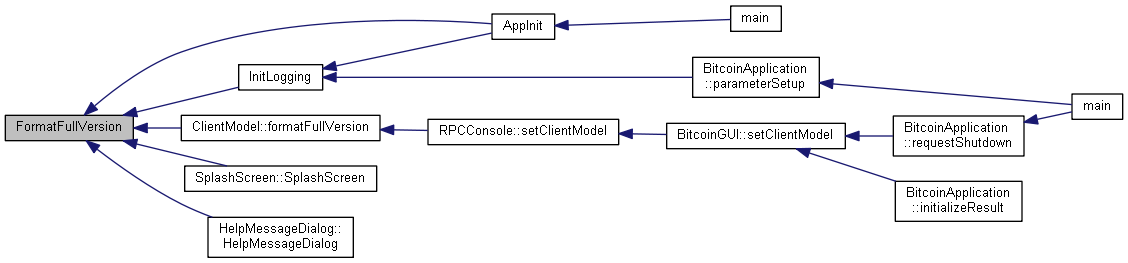 AppInit
main
InitLogging
BitcoinApplication
::parameterSetup
main
FormatFullVersion
ClientModel::formatFullVersion
RPCConsole::setClientModel
BitcoinGUI::setClientModel
BitcoinApplication
::requestShutdown
SplashScreen::SplashScreen
BitcoinApplication
::initializeResult
HelpMessageDialog::
HelpMessageDialog